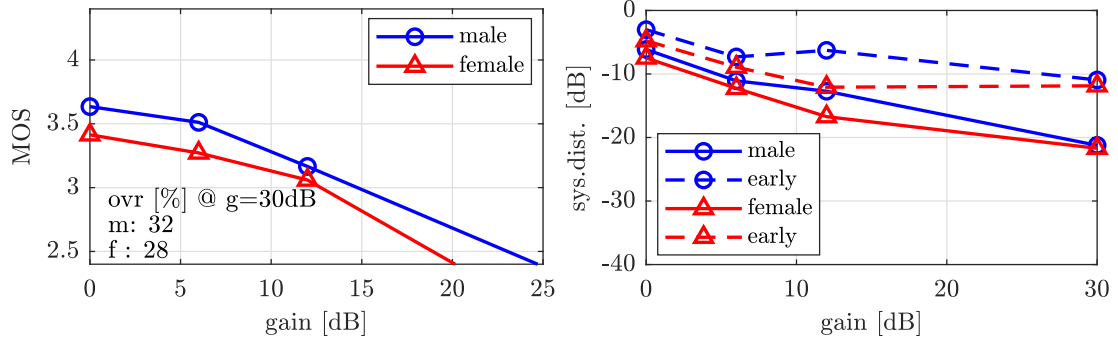 MOS
4
3.5
3
2.5
0
5
10
15
20
25
gain [dB]
male
female
ovr [%] @ g=30dB
m: 32
f : 28
sys.dist. [dB]
0
-10
-20
-30
-40
0
10
20
30
gain [dB]
male
early
female
early